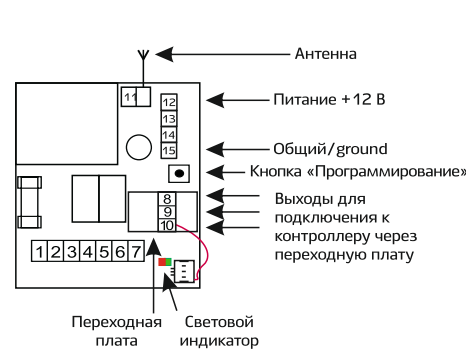 Антенна
11
12
Питание +12 В
13
14
15
Общий/ground
Кнопка «Программирование»
8
9
10
Выходы для
подключения к
контроллеру через
переходную плату
1 2 3 4 5 6 7
Переходная
плата
Световой
индикатор